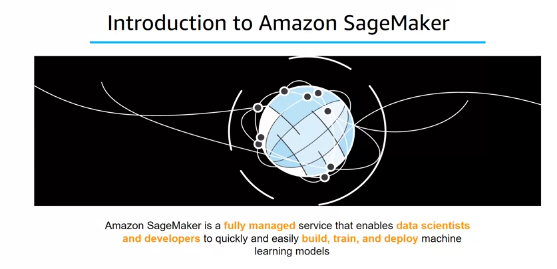 Introduction to Amazon SageMaker
Amazon SageMaker is a fully managed service that enables data scientists
and developers to quickly and easily build, train, and deploy machine
learning models